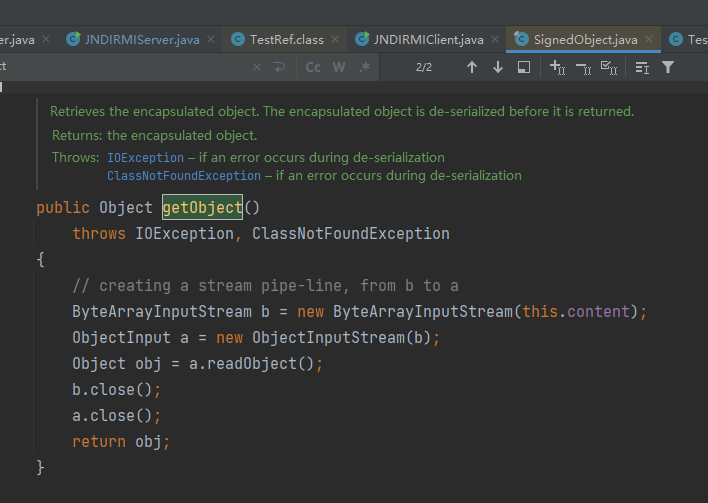 er.java × JNDIRMIServer.java × TestRef.class × JNDIRMIClient.java × SignedObject.java × Tes
ct × Cc W .* 2/2
Retrieves the encapsulated object. The encapsulated object is de-serialized before it is returned.
Returns: the encapsulated object.
Throws: IOException – if an error occurs during de-serialization
ClassNotFoundException – if an error occurs during de-serialization
public Object getObject()
throws IOException, ClassNotFoundException
{
// creating a stream pipe-line, from b to a
ByteArrayInputStream b = new ByteArrayInputStream(this.content);
ObjectInput a = new ObjectInputStream(b);
Object obj = a.readObject();
b.close();
a.close();
return obj;
}